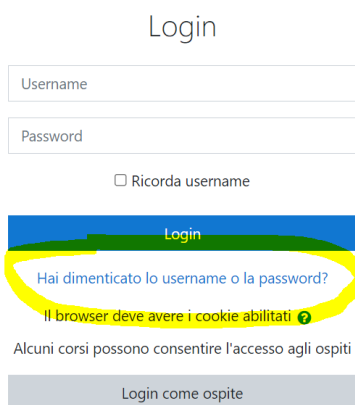 Login
Username
Password
Ricorda username
Login
Hai dimenticato lo username o la password?
Il browser deve avere i cookie abilitati ?
Alcuni corsi possono consentire l'accesso agli ospiti
Login come ospite